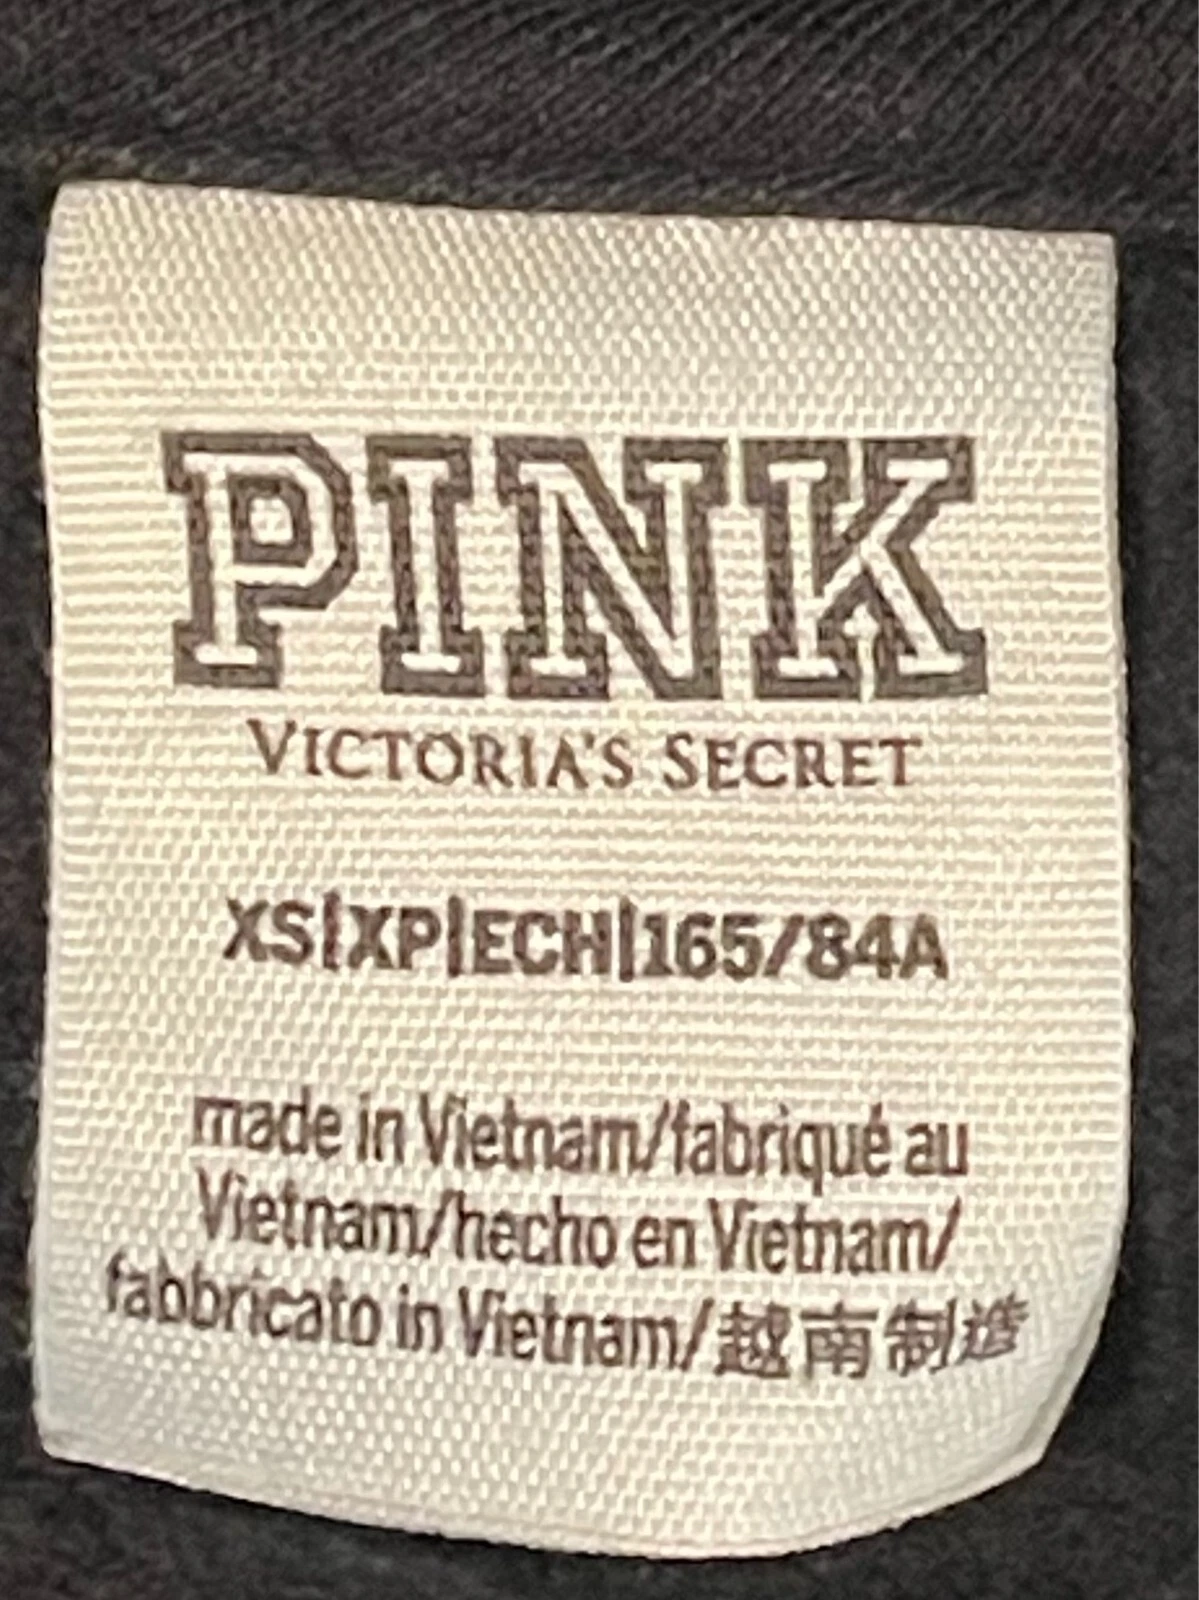 PINK
VICTORIA'S SECRET
XS|XP|ECH|165/84A
made in Vietnam/fabriqué au
Vietnam/hecho en Vietnam/
fabbricato in Vietnam/越南制造